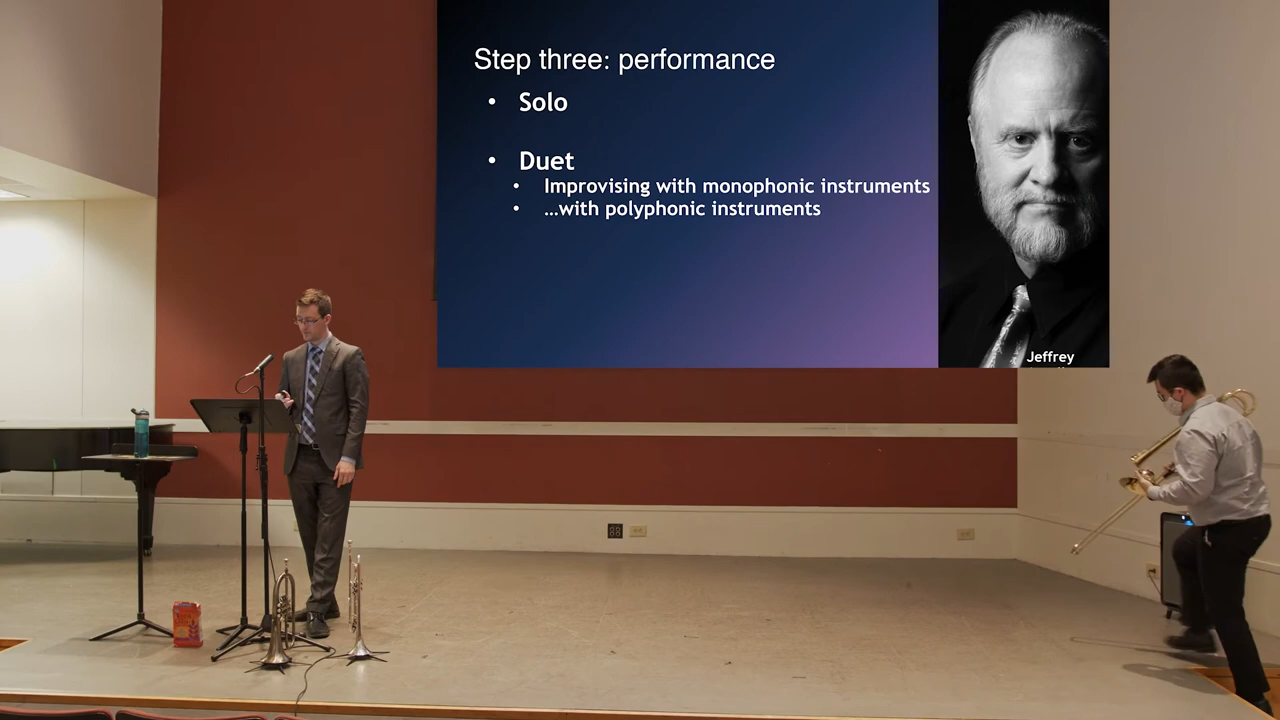 Step three: performance
• Solo
• Duet
• Improvising with monophonic instruments
• …with polyphonic instruments
Jeffrey